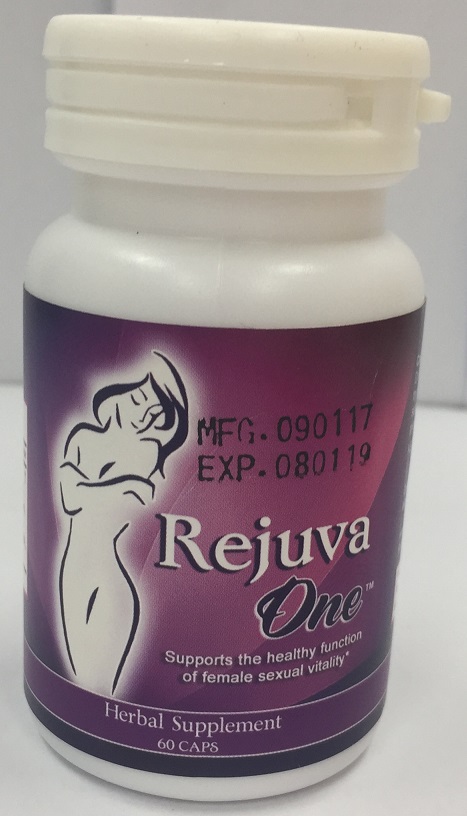 MFG. 090117
EXP. 080119
Rejuva
One™
Supports the healthy function
of female sexual vitality*
Herbal Supplement
60 CAPS